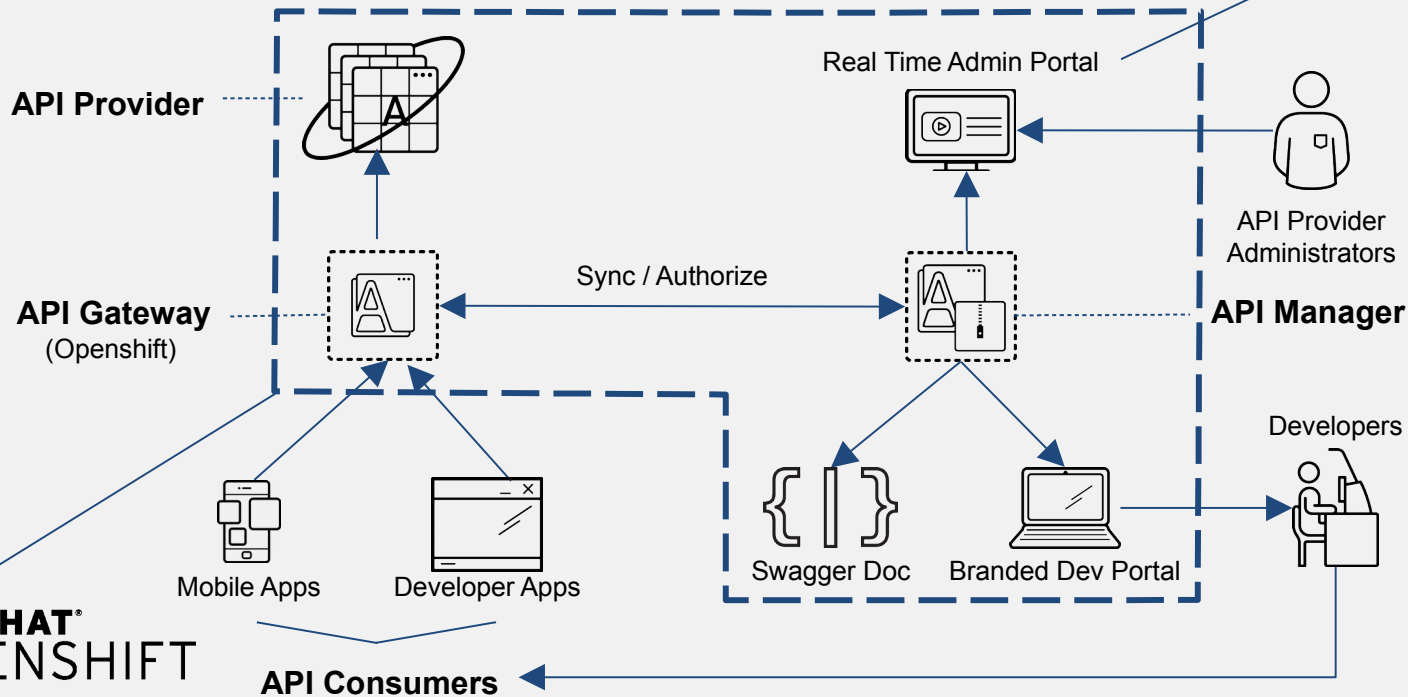 Real Time Admin Portal
API Provider
A
API Provider
Administrators
Sync / Authorize
API Gateway
(Openshift)
API Manager
Developers
Swagger Doc
Branded Dev Portal
Mobile Apps
Developer Apps
HAT®
ENSHIFT
API Consumers